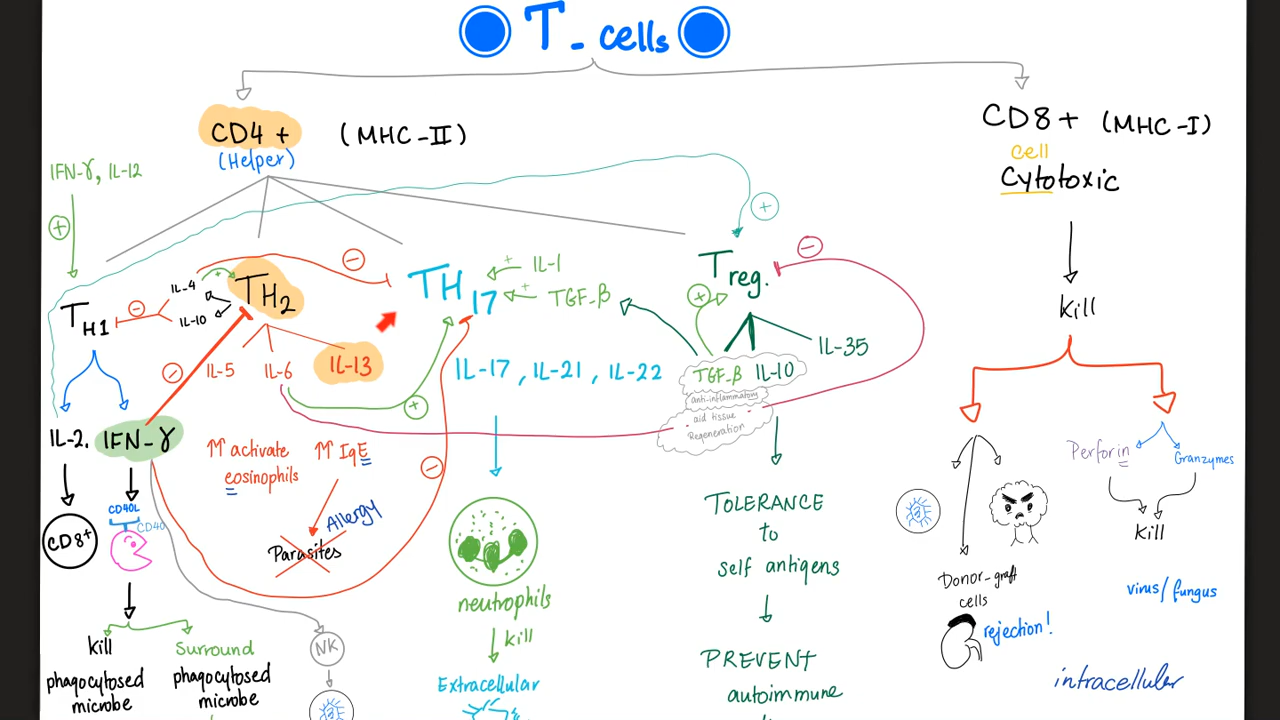 T-cells
CD4+ (MHC-II)
(Helper)
CD8+ (MHC-I)
cell
Cytotoxic
IFN-γ, IL-12
+
TH1
IL-4
+
IL-10
-
TH2
-
TH17
+ IL-1
+ TGF-β
Treg.
+
-
+
IL-5
IL-6
IL-13
-
+
IL-17, IL-21, IL-22
TGF-β IL-10
IL-35
anti-inflammatory
aid tissue
Regeneration
IL-2.
IFN-γ
↑↑ activate
eosinophils
↑↑ IgE
Allergy
Parasites
-
CD8+
CD40L
CD40
kill
phagocytosed
microbe
Surround
phagocytosed
microbe
NK
neutrophils
kill
Extracellular
TOLERANCE
to
self antigens
PREVENT
autoimmune
kill
Donor-graft
cells
rejection!
Perforin
Granzymes
kill
virus/fungus
intracellular